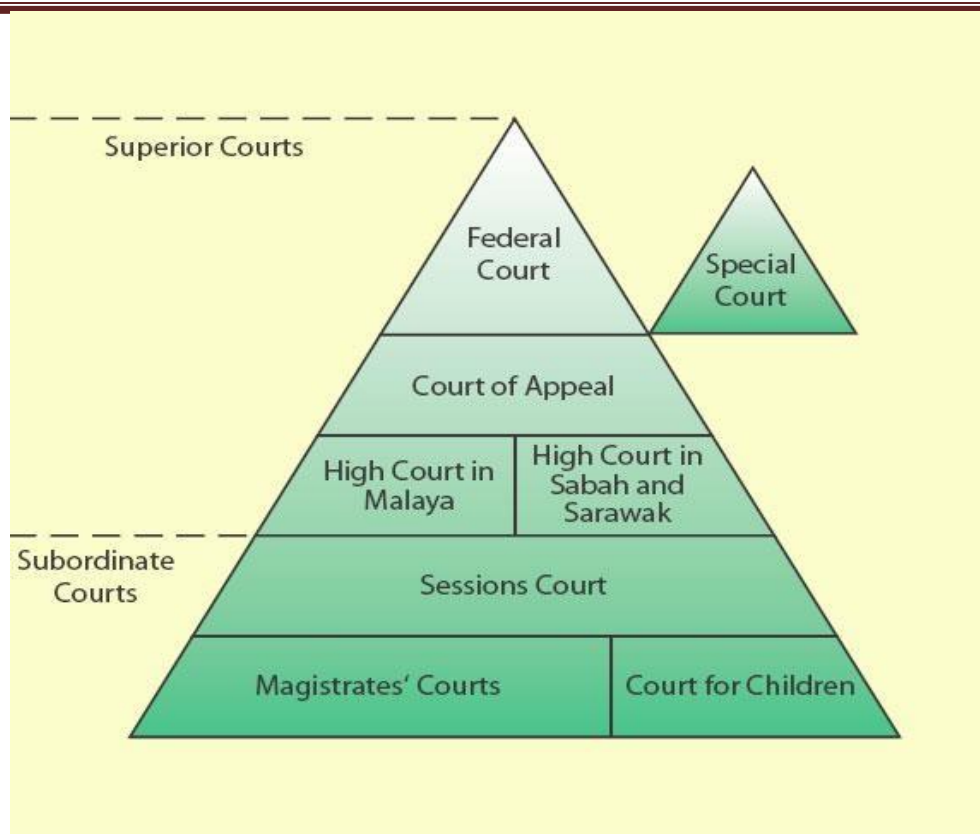 Superior Courts
Federal
Court
Special
Court
Court of Appeal
High Court in
Malaya
High Court in
Sabah and
Sarawak
Subordinate
Courts
Sessions Court
Magistrates‘ Courts
Court for Children